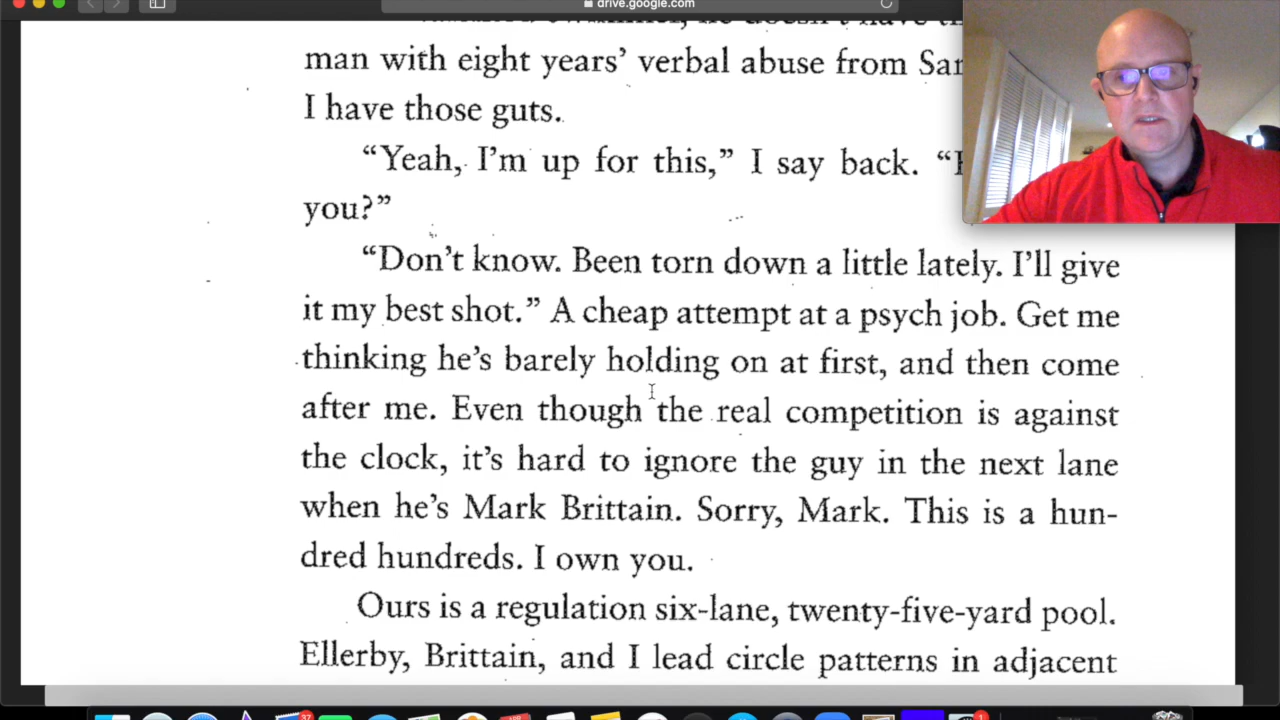 drive.google.com
man with eight years’ verbal abuse from
I have those guts.
“Yeah, I’m up for this,” I say back.
you?”
“Don’t know. Been torn down a little lately. I’ll give
it my best shot.” A cheap attempt at a psych job. Get me
thinking he’s barely holding on at first, and then come
after me. Even though the real competition is against
the clock, it’s hard to ignore the guy in the next lane
when he’s Mark Brittain. Sorry, Mark. This is a hun-
dred hundreds. I own you.
Ours is a regulation six-lane, twenty-five-yard pool.
Ellerby, Brittain, and I lead circle patterns in adjacent
37
1